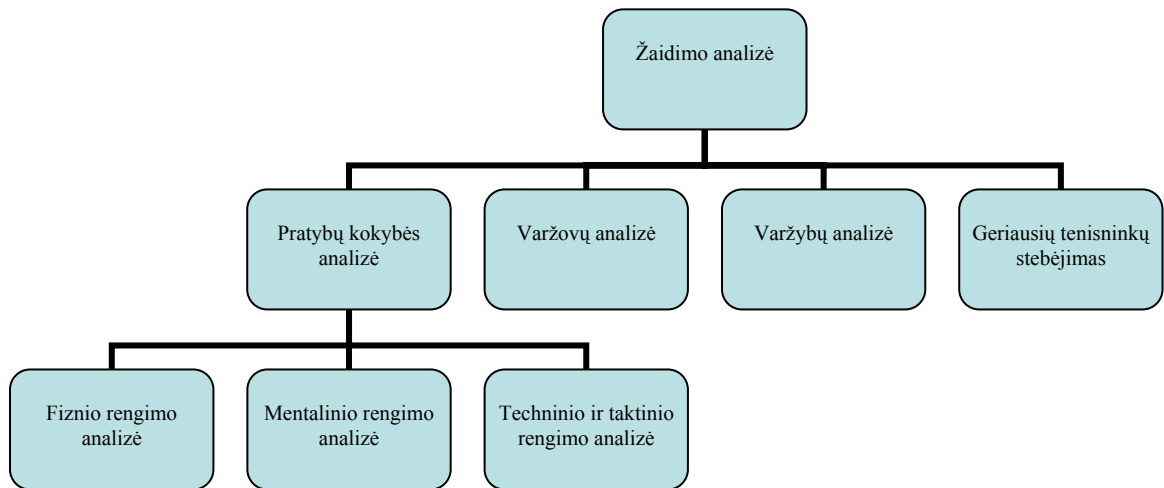 Žaidimo analizė
Pratybų kokybės
analizė
Varžovų analizė
Varžybų analizė
Geriausių tenisninkų
stebėjimas
Fiznio rengimo
analizė
Mentalinio rengimo
analizė
Techninio ir taktinio
rengimo analizė